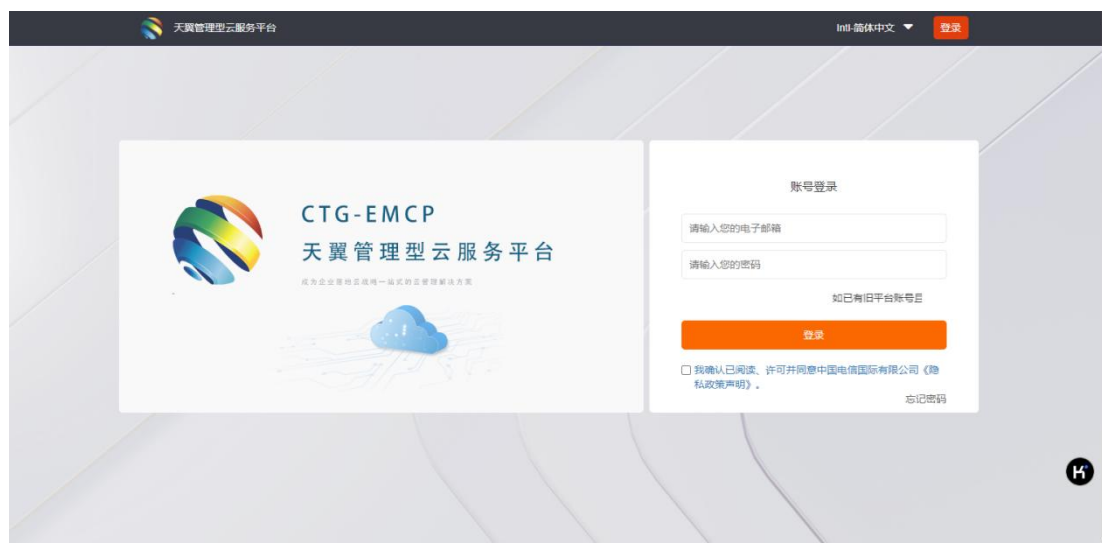 天翼管理型云服务平台
Intl-简体中文
登录
CTG-EMCP
天翼管理型云服务平台
账号登录
请输入您的电子邮箱
请输入您的密码
如已有旧平台账号
登录
我确认已阅读、许可并同意中国电信国际有限公司《隐
私政策声明》。
忘记密码